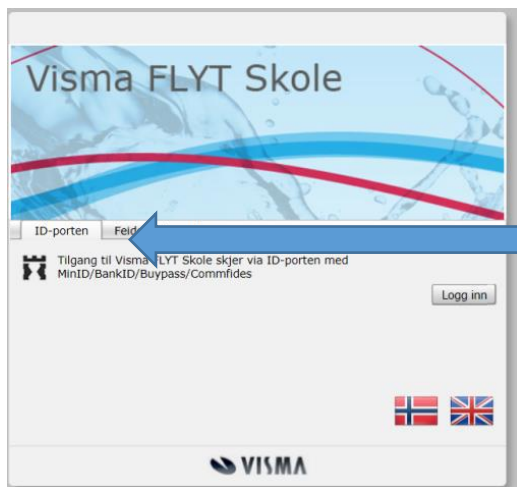 Visma FLYT Skole
ID-porten
Tilgang til Visma FLYT Skole skjer via ID-porten med
MinID/BankID/Buypass/Commfides
Logg inn
VISMA